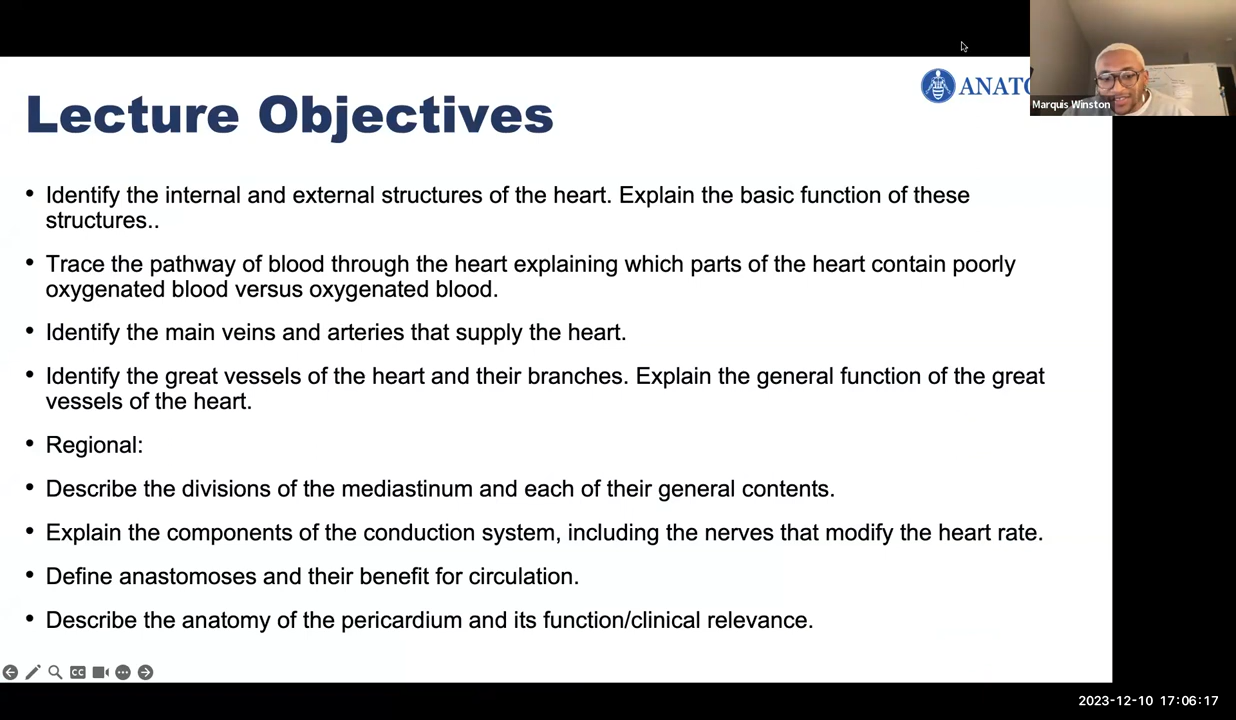 ANATO
Marquis Winston
Lecture Objectives
• Identify the internal and external structures of the heart. Explain the basic function of these
structures..
• Trace the pathway of blood through the heart explaining which parts of the heart contain poorly
oxygenated blood versus oxygenated blood.
• Identify the main veins and arteries that supply the heart.
• Identify the great vessels of the heart and their branches. Explain the general function of the great
vessels of the heart.
• Regional:
• Describe the divisions of the mediastinum and each of their general contents.
• Explain the components of the conduction system, including the nerves that modify the heart rate.
• Define anastomoses and their benefit for circulation.
• Describe the anatomy of the pericardium and its function/clinical relevance.
CC
2023-12-10 17:06:17